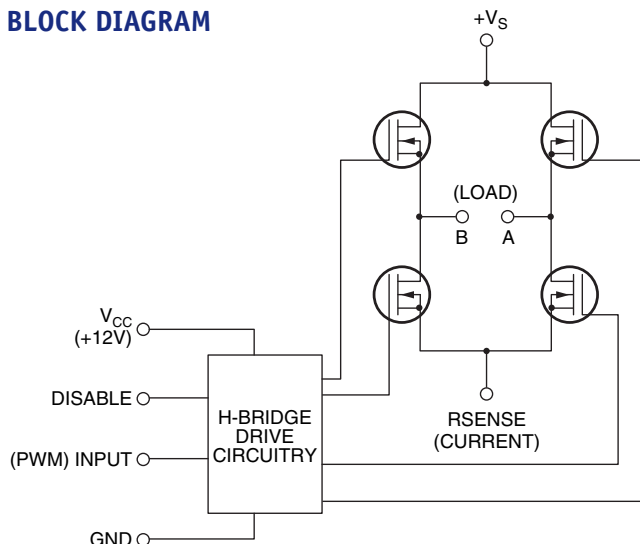 BLOCK DIAGRAM
+VS
(LOAD)
B A
VCC
(+12V)
DISABLE
H-BRIDGE
DRIVE
CIRCUITRY
RSENSE
(CURRENT)
(PWM) INPUT
GND